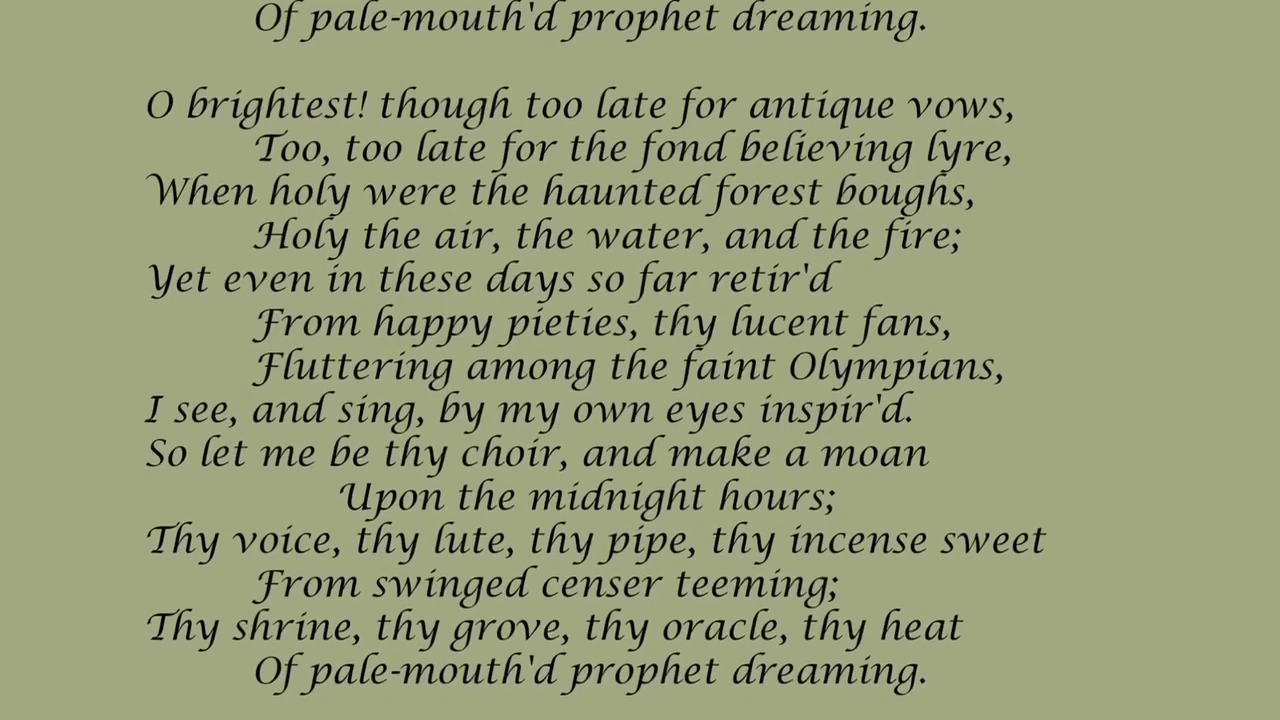 Of pale-mouth'd prophet dreaming.
O brightest! though too late for antique vows,
Too, too late for the fond believing lyre,
When holy were the haunted forest boughs,
Holy the air, the water, and the fire;
Yet even in these days so far retir'd
From happy pieties, thy lucent fans,
Fluttering among the faint Olympians,
I see, and sing, by my own eyes inspir'd.
So let me be thy choir, and make a moan
Upon the midnight hours;
Thy voice, thy lute, thy pipe, thy incense sweet
From swinged censer teeming;
Thy shrine, thy grove, thy oracle, thy heat
Of pale-mouth'd prophet dreaming.